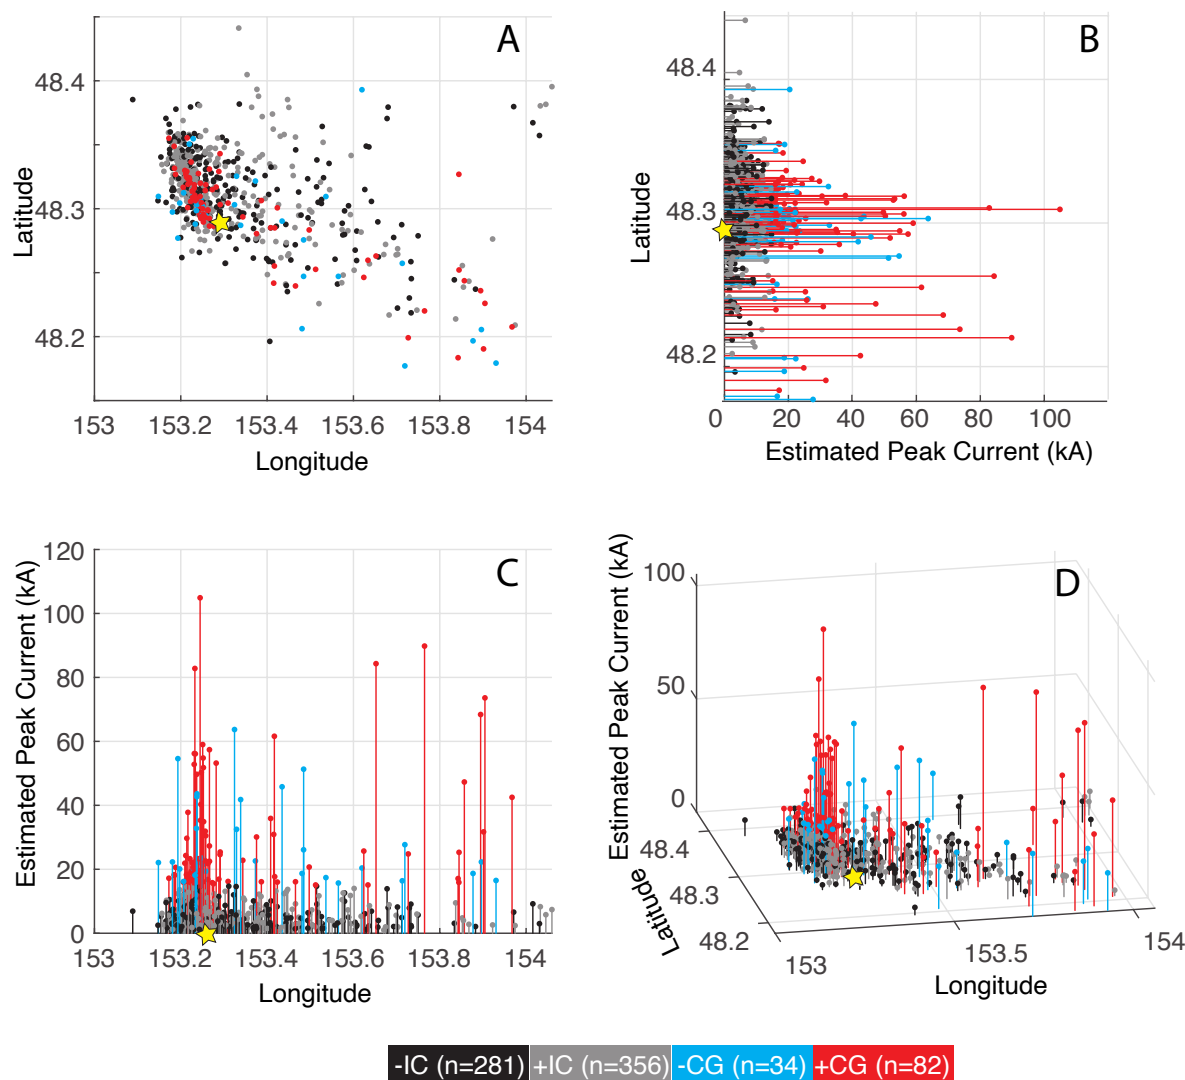 A
48.4
48.3
48.2
Latitude
153
153.2
153.4
153.6
153.8
154
Longitude
B
48.4
48.3
48.2
Latitude
0
20
40
60
80
100
Estimated Peak Current (kA)
C
120
100
80
60
40
20
0
Estimated Peak Current (kA)
153
153.2
153.4
153.6
153.8
154
Longitude
D
100
50
0
Estimated Peak Current (kA)
48.4
48.3
48.2
Latitude
153
153.5
154
Longitude
-IC (n=281) +IC (n=356) -CG (n=34) +CG (n=82)